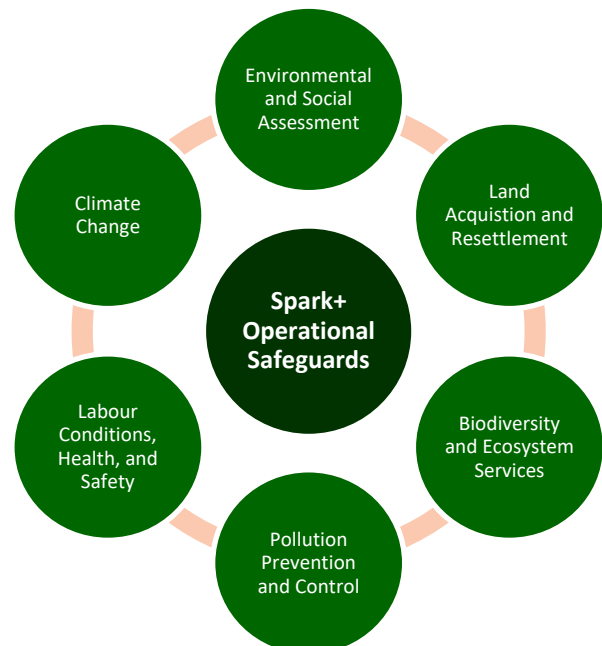 Environmental
and Social
Assessment
Land
Acquistion and
Resettlement
Biodiversity
and Ecosystem
Services
Pollution
Prevention
and Control
Labour
Conditions,
Health, and
Safety
Climate
Change
Spark+
Operational
Safeguards